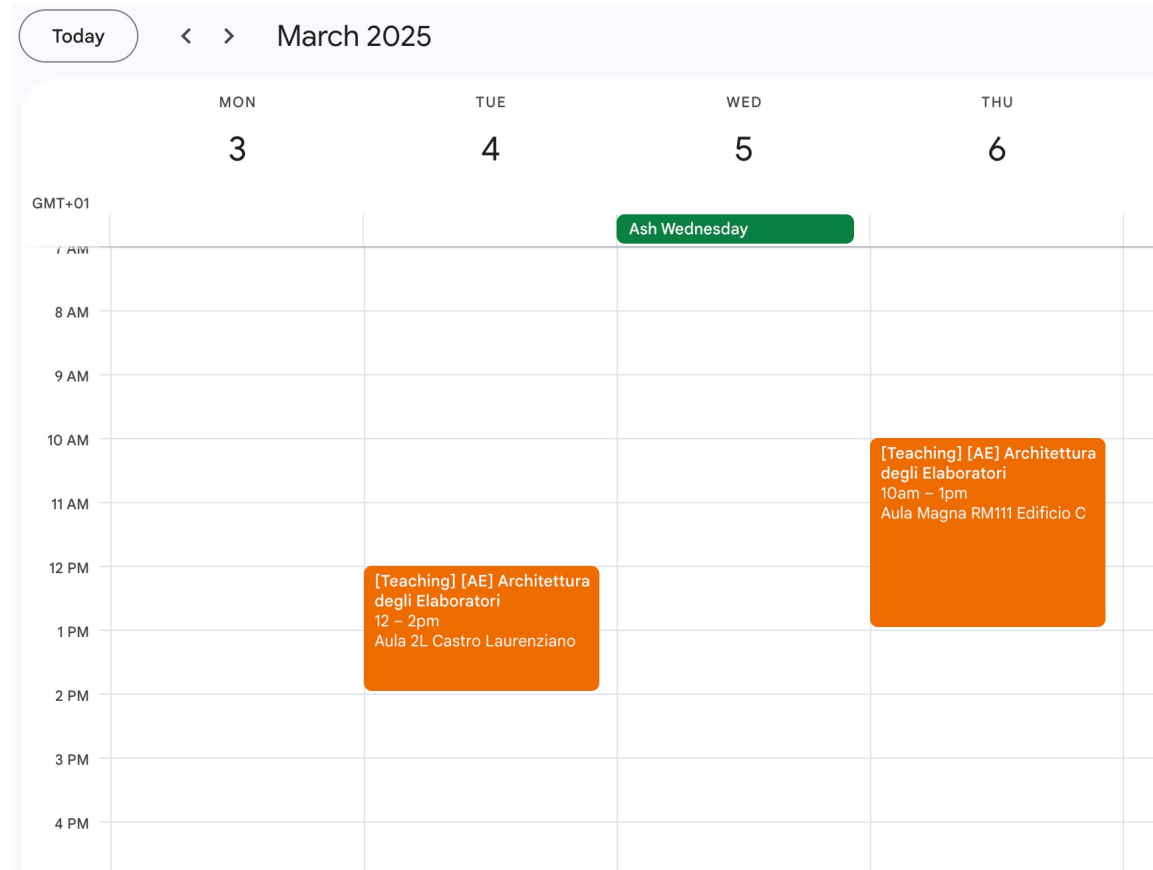 Today
March 2025
MON
TUE
WED
THU
3
4
5
6
GMT+01
Ash Wednesday
7 AM
8 AM
9 AM
10 AM
[Teaching] [AE] Architettura
degli Elaboratori
10am – 1pm
Aula Magna RM111 Edificio C
11 AM
12 PM
[Teaching] [AE] Architettura
degli Elaboratori
12 – 2pm
Aula 2L Castro Laurenziano
1 PM
2 PM
3 PM
4 PM